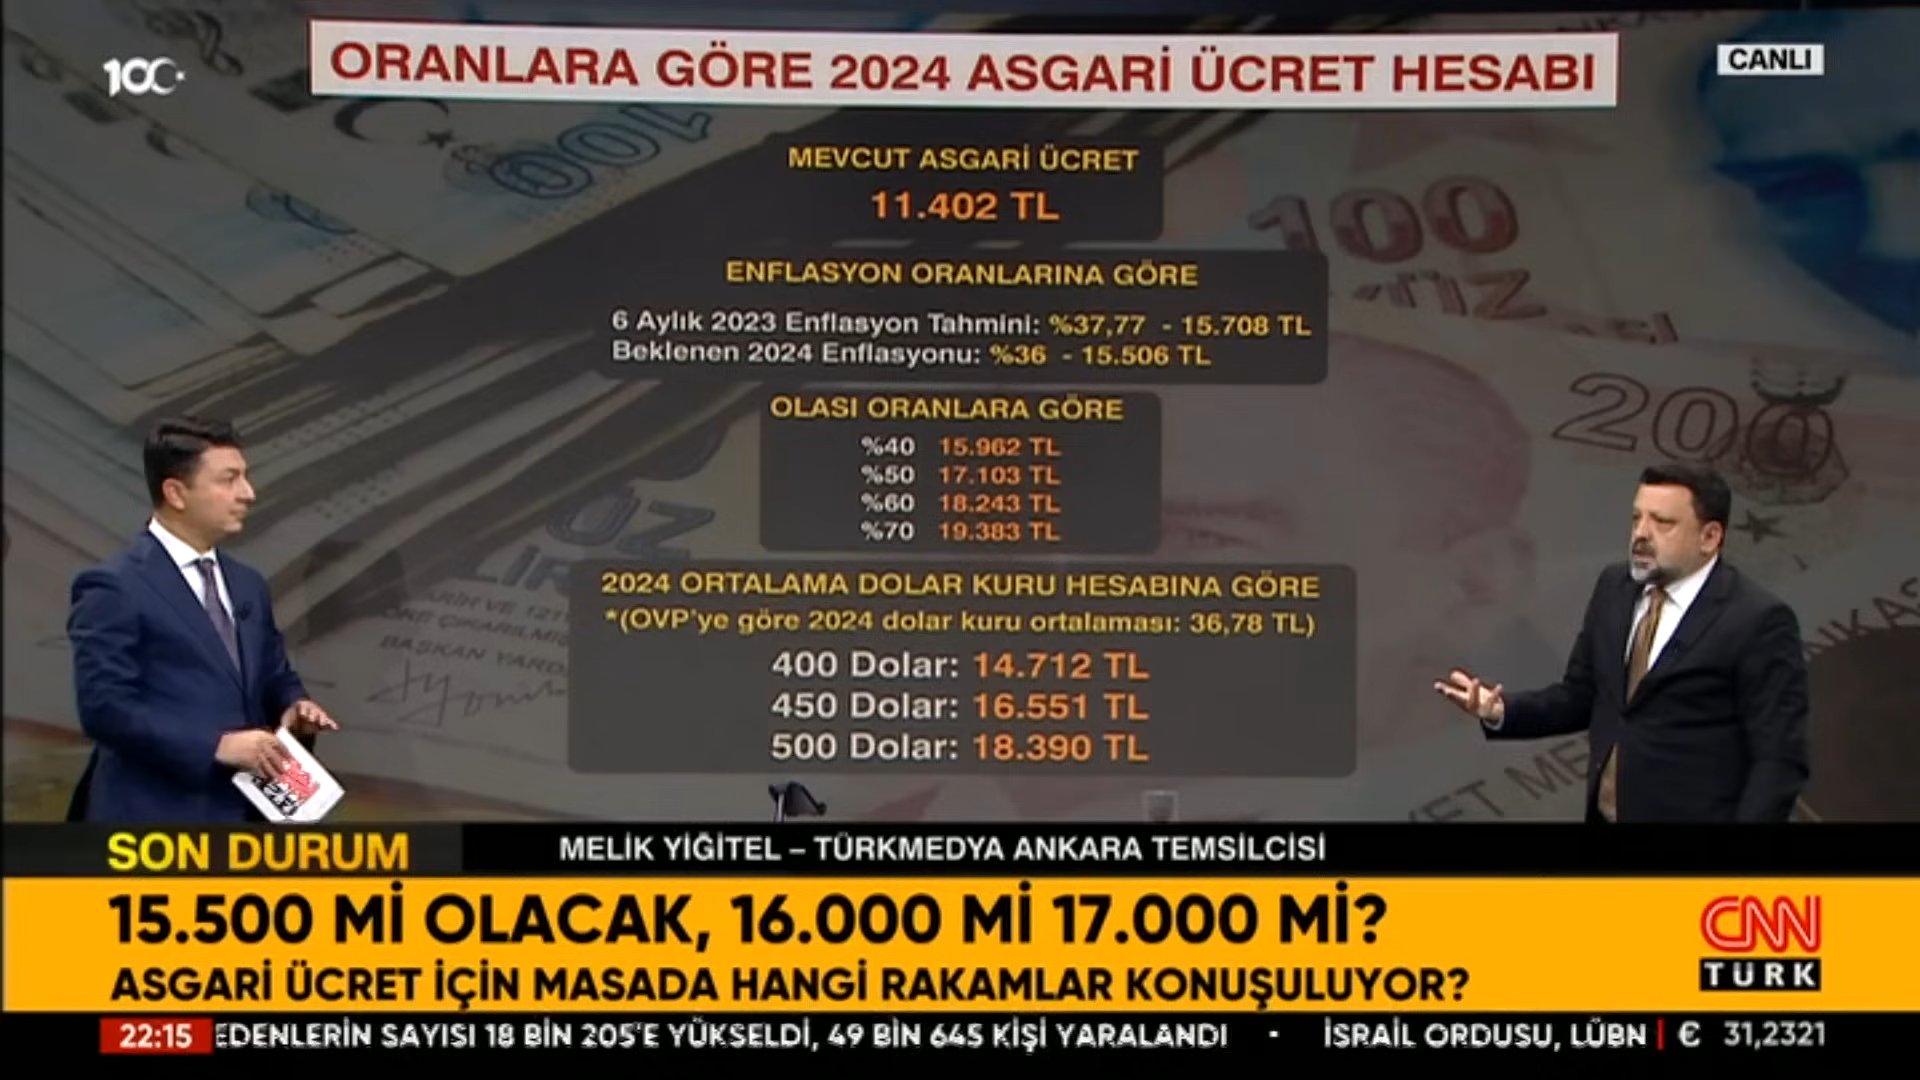 100
ORANLARA GÖRE 2024 ASGARİ ÜCRET HESABI
CANLI
MEVCUT ASGARİ ÜCRET
11.402 TL
ENFLASYON ORANLARINA GÖRE
6 Aylık 2023 Enflasyon Tahmini: %37,77 - 15.708 TL
Beklenen 2024 Enflasyonu: %36 - 15.506 TL
OLASI ORANLARA GÖRE
%40 15.962 TL
%50 17.103 TL
%60 18.243 TL
%70 19.383 TL
2024 ORTALAMA DOLAR KURU HESABINA GÖRE
*(OVP'ye göre 2024 dolar kuru ortalaması: 36,78 TL)
400 Dolar: 14.712 TL
450 Dolar: 16.551 TL
500 Dolar: 18.390 TL
100
100
200
SON DURUM
MELİK YİĞİTEL – TÜRKMEDYA ANKARA TEMSİLCİSİ
15.500 Mİ OLACAK, 16.000 Mİ 17.000 Mİ?
ASGARİ ÜCRET İÇİN MASADA HANGİ RAKAMLAR KONUŞULUYOR?
CNN
TÜRK
22:15 EDENLERİN SAYISI 18 BİN 205'E YÜKSELDİ, 49 BİN 645 KİŞİ YARALANDI - İSRAİL ORDUSU, LÜBN € 31,2321